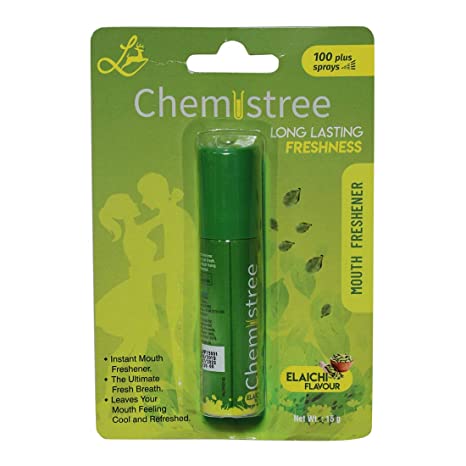 L
100 plus
sprays
Chemistree
LONG LASTING
FRESHNESS
MOUTH FRESHENER
Chemistree
• Instant Mouth
Freshener.
• The Ultimate
Fresh Breath.
• Leaves Your
Mouth Feeling
Cool and Refreshed.
ELAICHI
FLAVOUR
Net Wt. : 15 g